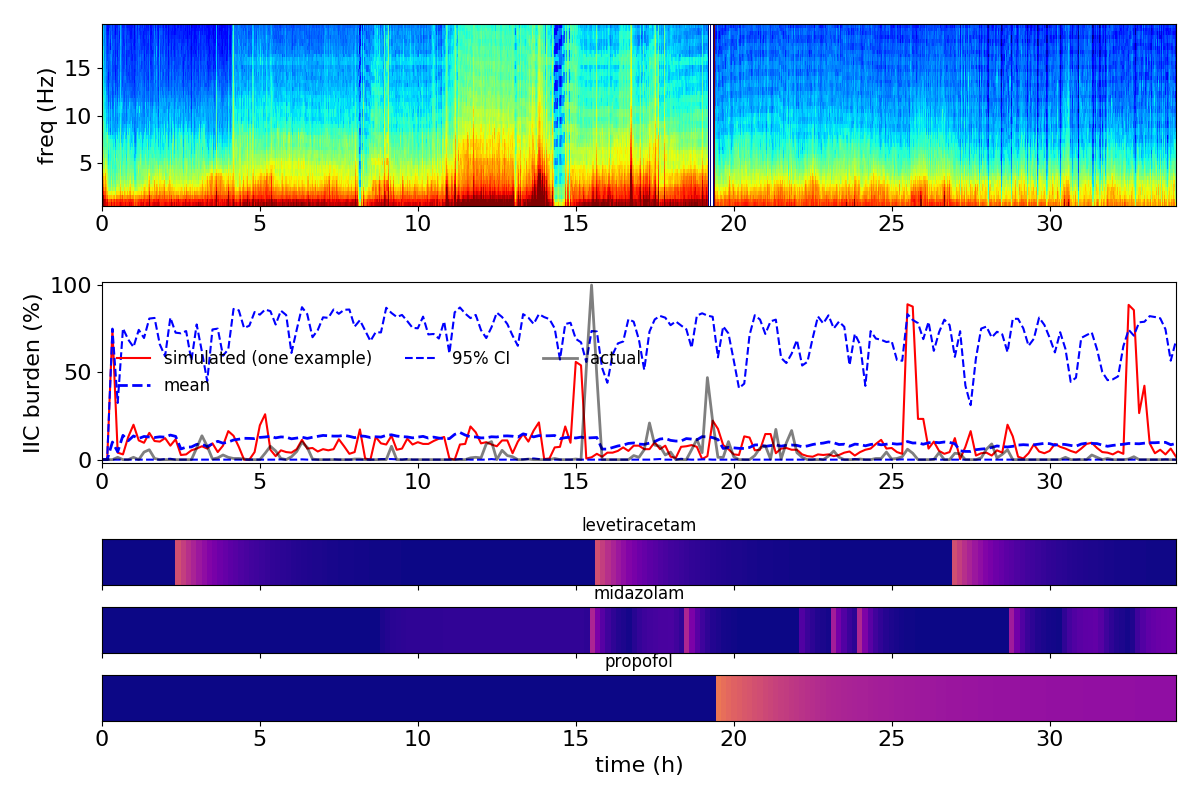 freq (Hz)
15
10
5
0 5 10 15 20 25 30
IIC burden (%)
100
50
0
simulated (one example) 95% CI actual
mean
0 5 10 15 20 25 30
levetiracetam
midazolam
propofol
0 5 10 15 20 25 30
time (h)